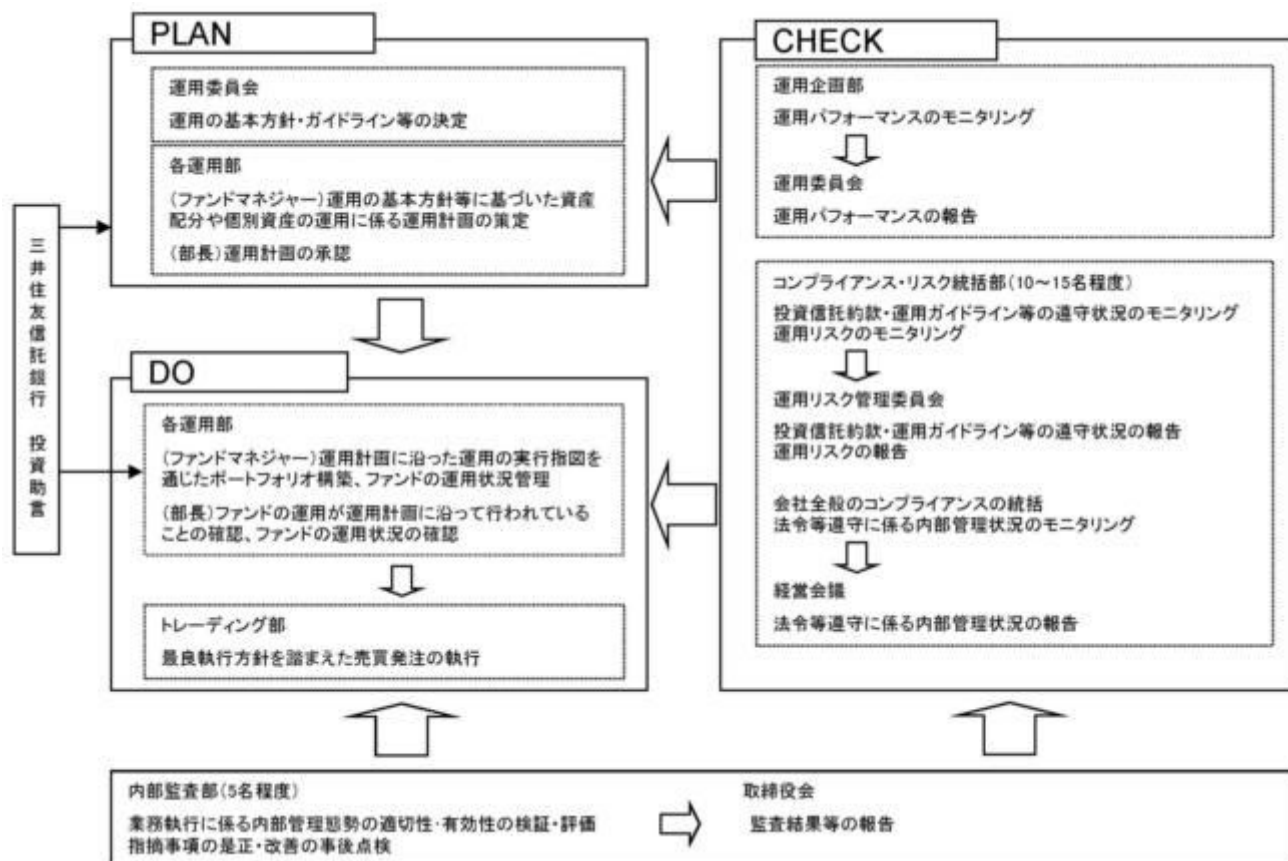 PLAN
運用委員会
運用の基本方針・ガイドライン等の決定
各運用部
(ファンドマネジャー)運用の基本方針等に基づいた資産
配分や個別資産の運用に係る運用計画の策定
(部長)運用計画の承認
三井住友信託銀行 投資助言
DO
各運用部
(ファンドマネジャー)運用計画に沿った運用の実行指図を
通じたポートフォリオ構築、ファンドの運用状況管理
(部長)ファンドの運用が運用計画に沿って行われている
ことの確認、ファンドの運用状況の確認
トレーディング部
最良執行方針を踏まえた売買発注の執行
CHECK
運用企画部
運用パフォーマンスのモニタリング
運用委員会
運用パフォーマンスの報告
コンプライアンス・リスク統括部(10～15名程度)
投資信託約款・運用ガイドライン等の遵守状況のモニタリング
運用リスクのモニタリング
運用リスク管理委員会
投資信託約款・運用ガイドライン等の遵守状況の報告
運用リスクの報告
会社全般のコンプライアンスの統括
法令等遵守に係る内部管理状況のモニタリング
経営会議
法令等遵守に係る内部管理状況の報告
内部監査部(5名程度)
業務執行に係る内部管理態勢の適切性・有効性の検証・評価
指摘事項の是正・改善の事後点検
取締役会
監査結果等の報告